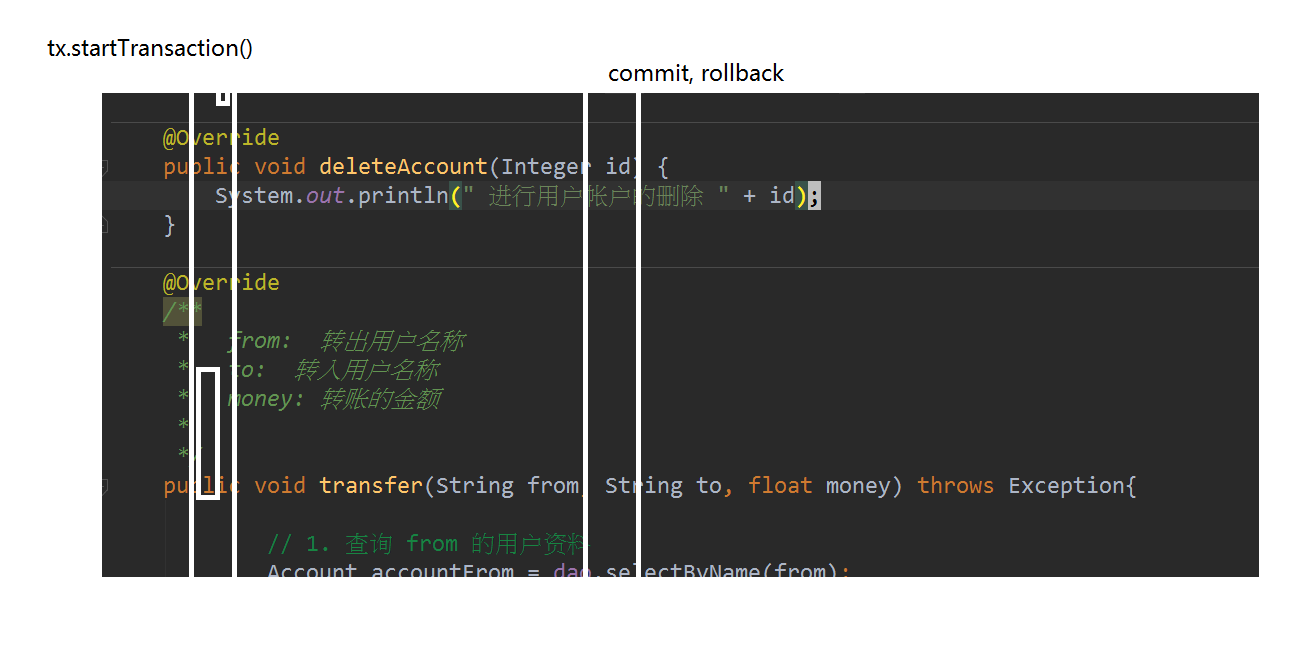 tx.startTransaction()
commit, rollback
@Override
public void deleteAccount(Integer id) {
System.out.println(" 进行用户帐户的删除 " + id);
}
@Override
/**
* from: 转出用户名称
* to: 转入用户名称
* money: 转账的金额
*
*/
public void transfer(String from, String to, float money) throws Exception{
// 1. 查询 from 的用户资料
Account accountFrom = dao.selectByName(from);